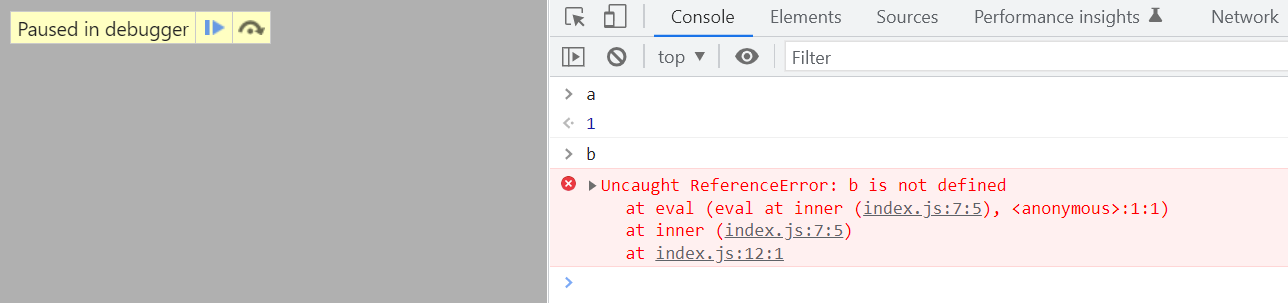 Paused in debugger
Console Elements Sources Performance insights Network
top ▼ Filter
> a
1
> b
Uncaught ReferenceError: b is not defined
at eval (eval at inner (index.js:7:5), <anonymous>:1:1)
at inner (index.js:7:5)
at index.js:12:1
>